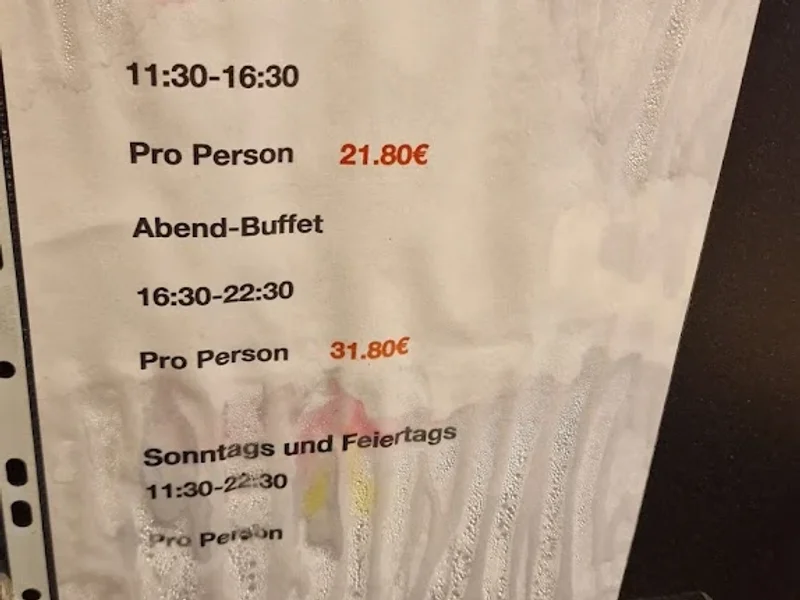 11:30-16:30
Pro Person 21.80€
Abend-Buffet
16:30-22:30
Pro Person 31.80€
Sonntags und Feiertags
11:30-22:30
Pro Person